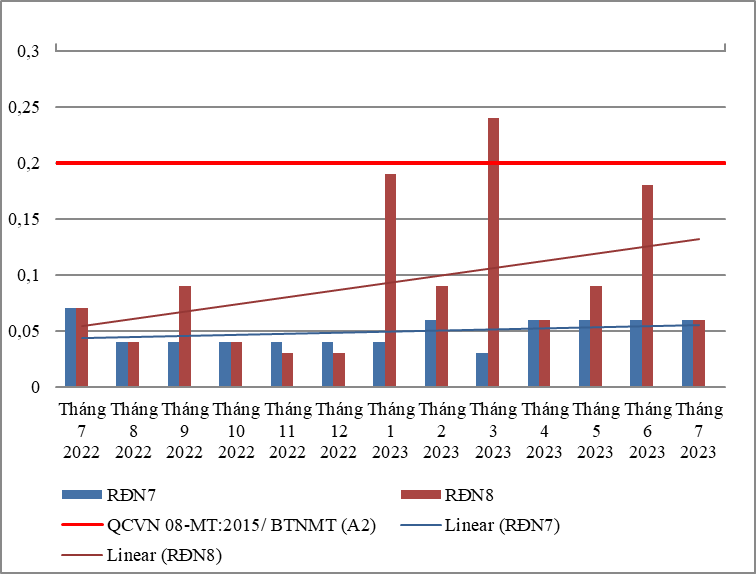 0,3
0,25
0,2
0,15
0,1
0,05
0
Tháng Tháng Tháng Tháng Tháng Tháng Tháng Tháng Tháng Tháng Tháng Tháng Tháng
7 8 9 10 11 12 1 2 3 4 5 6 7
2022 2022 2022 2022 2022 2022 2023 2023 2023 2023 2023 2023 2023
RĐN7 RĐN8
QCVN 08-MT:2015/ BTNMT (A2) Linear (RĐN7)
Linear (RĐN8)